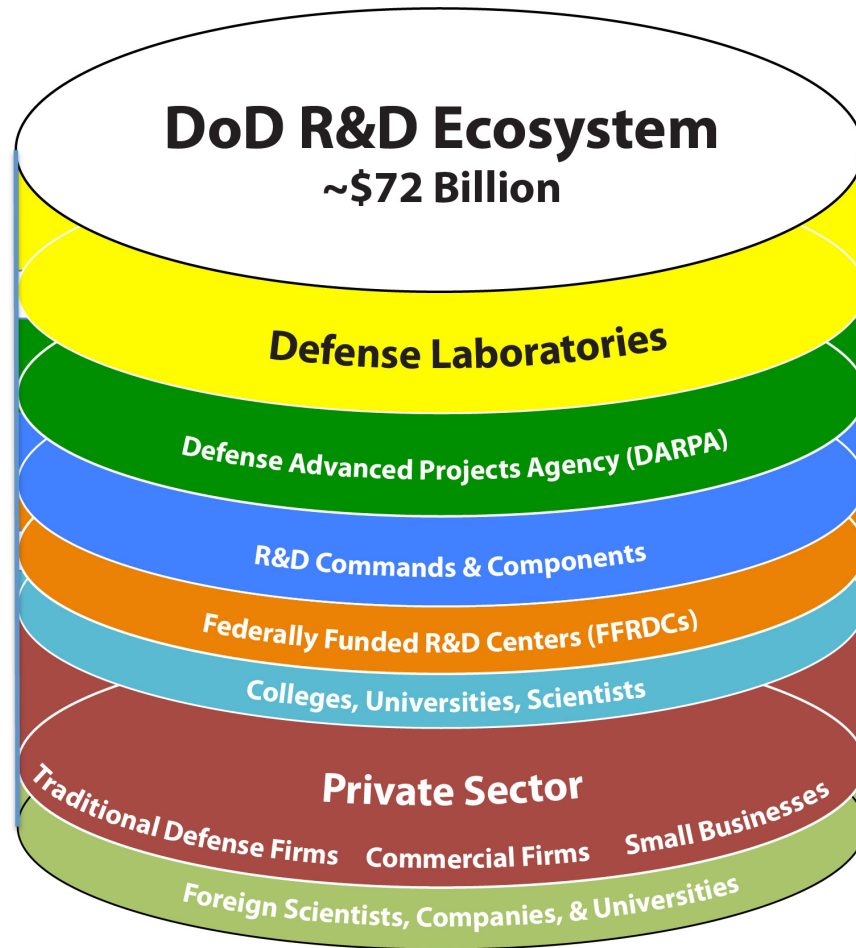 DoD R&D Ecosystem
~$72 Billion
Defense Laboratories
Defense Advanced Projects Agency (DARPA)
R&D Commands & Components
Federally Funded R&D Centers (FFRDCs)
Colleges, Universities, Scientists
Private Sector
Traditional Defense Firms
Commercial Firms
Small Businesses
Foreign Scientists, Companies, & Universities